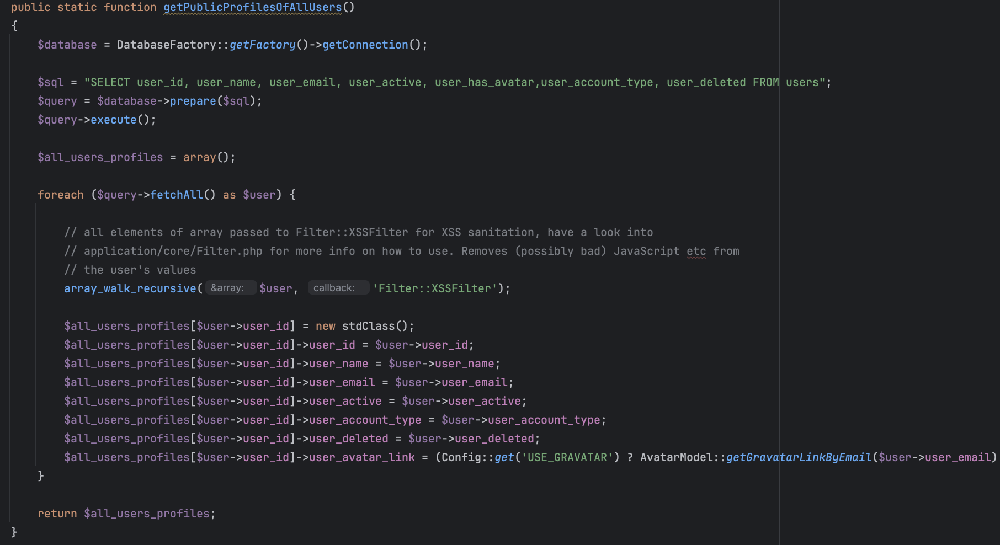 public static function getPublicProfilesOfAllUsers()
{
$database = DatabaseFactory::getFactory()->getConnection();
$sql = "SELECT user_id, user_name, user_email, user_active, user_has_avatar,user_account_type, user_deleted FROM users";
$query = $database->prepare($sql);
$query->execute();
$all_users_profiles = array();
foreach ($query->fetchAll() as $user) {
// all elements of array passed to Filter::XSSFilter for XSS sanitation, have a look into
// application/core/Filter.php for more info on how to use. Removes (possibly bad) JavaScript etc from
// the user's values
array_walk_recursive( &array: $user, callback: 'Filter::XSSFilter');
$all_users_profiles[$user->user_id] = new stdClass();
$all_users_profiles[$user->user_id]->user_id = $user->user_id;
$all_users_profiles[$user->user_id]->user_name = $user->user_name;
$all_users_profiles[$user->user_id]->user_email = $user->user_email;
$all_users_profiles[$user->user_id]->user_active = $user->user_active;
$all_users_profiles[$user->user_id]->user_account_type = $user->user_account_type;
$all_users_profiles[$user->user_id]->user_deleted = $user->user_deleted;
$all_users_profiles[$user->user_id]->user_avatar_link = (Config::get('USE_GRAVATAR') ? AvatarModel::getGravatarLinkByEmail($user->user_email)
}
return $all_users_profiles;
}